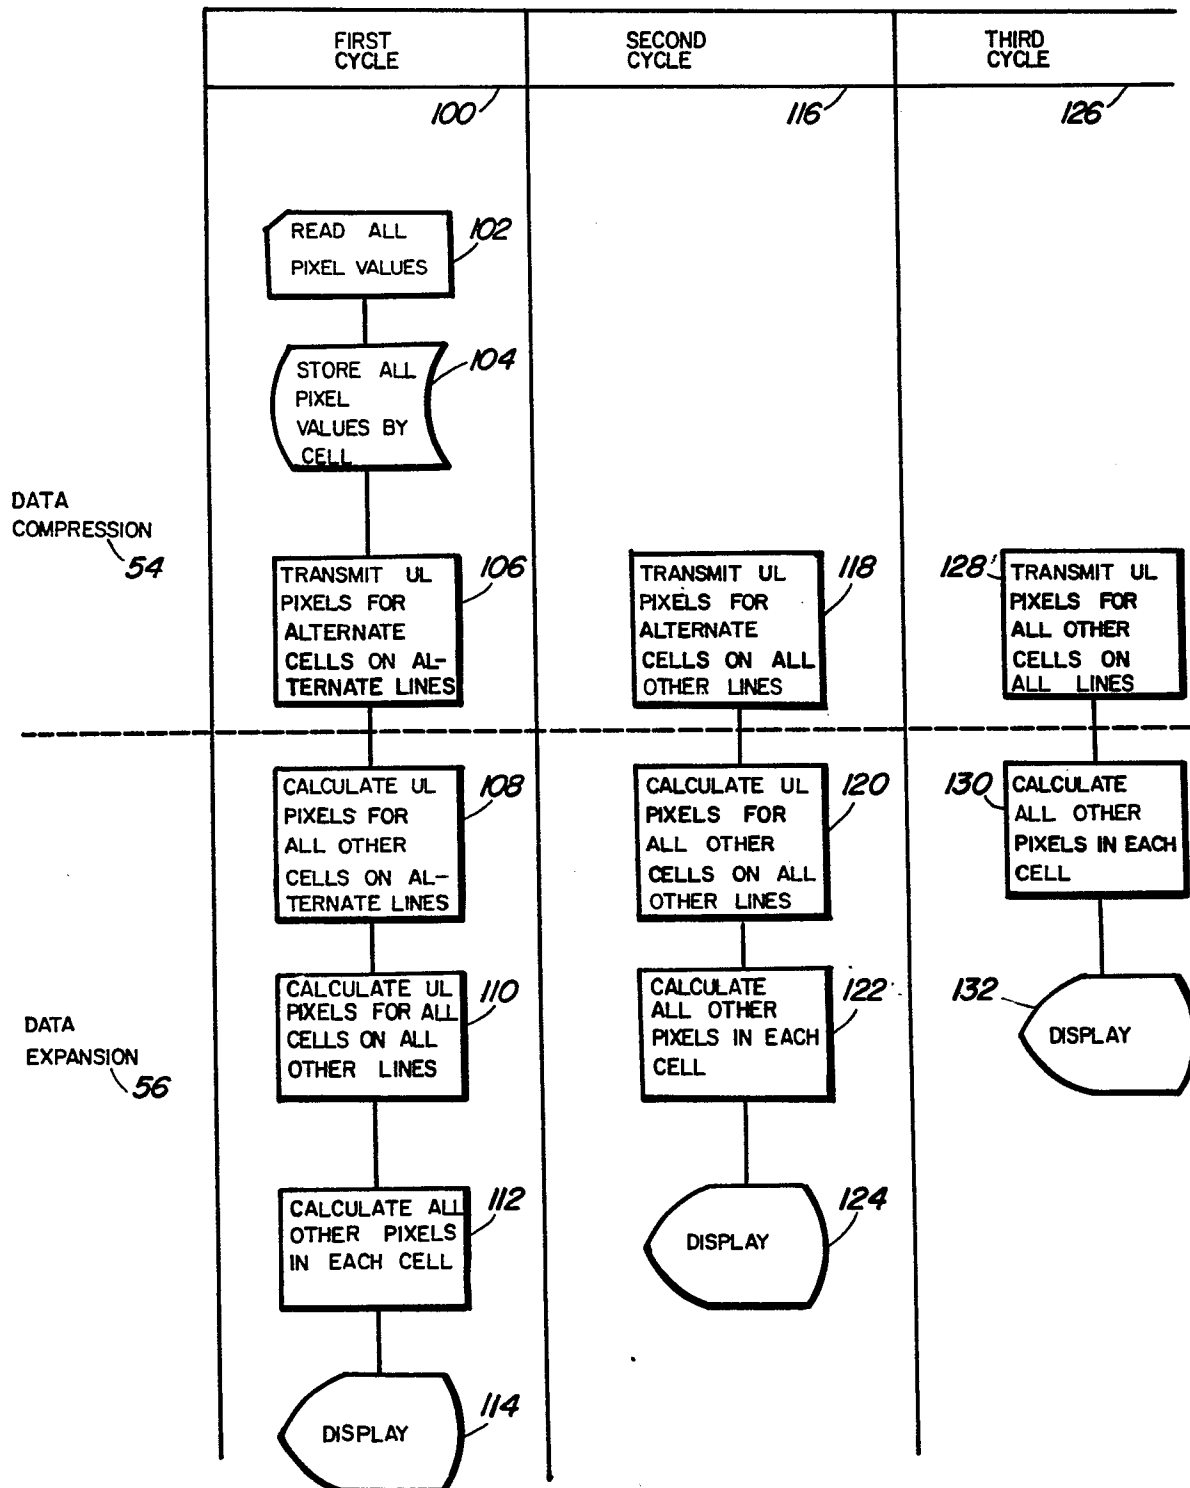 FIRST
CYCLE
100
SECOND
CYCLE
116
THIRD
CYCLE
126
READ ALL
PIXEL VALUES
102
STORE ALL
PIXEL
VALUES BY
CELL
104
DATA
COMPRESSION
54
TRANSMIT UL
PIXELS FOR
ALTERNATE
CELLS ON AL-
TERNATE LINES
106
TRANSMIT UL
PIXELS FOR
ALTERNATE
CELLS ON ALL
OTHER LINES
118
128'
TRANSMIT UL
PIXELS FOR
ALL OTHER
CELLS ON
ALL LINES
CALCULATE UL
PIXELS FOR
ALL OTHER
CELLS ON AL-
TERNATE LINES
108
CALCULATE UL
PIXELS FOR
ALL OTHER
CELLS ON ALL
OTHER LINES
120
130
CALCULATE
ALL OTHER
PIXELS IN EACH
CELL
DATA
EXPANSION
56
CALCULATE UL
PIXELS FOR ALL
CELLS ON ALL
OTHER LINES
110
CALCULATE
ALL OTHER
PIXELS IN EACH
CELL
122
132
DISPLAY
CALCULATE ALL
OTHER PIXELS
IN EACH CELL
112
DISPLAY
124
DISPLAY
114